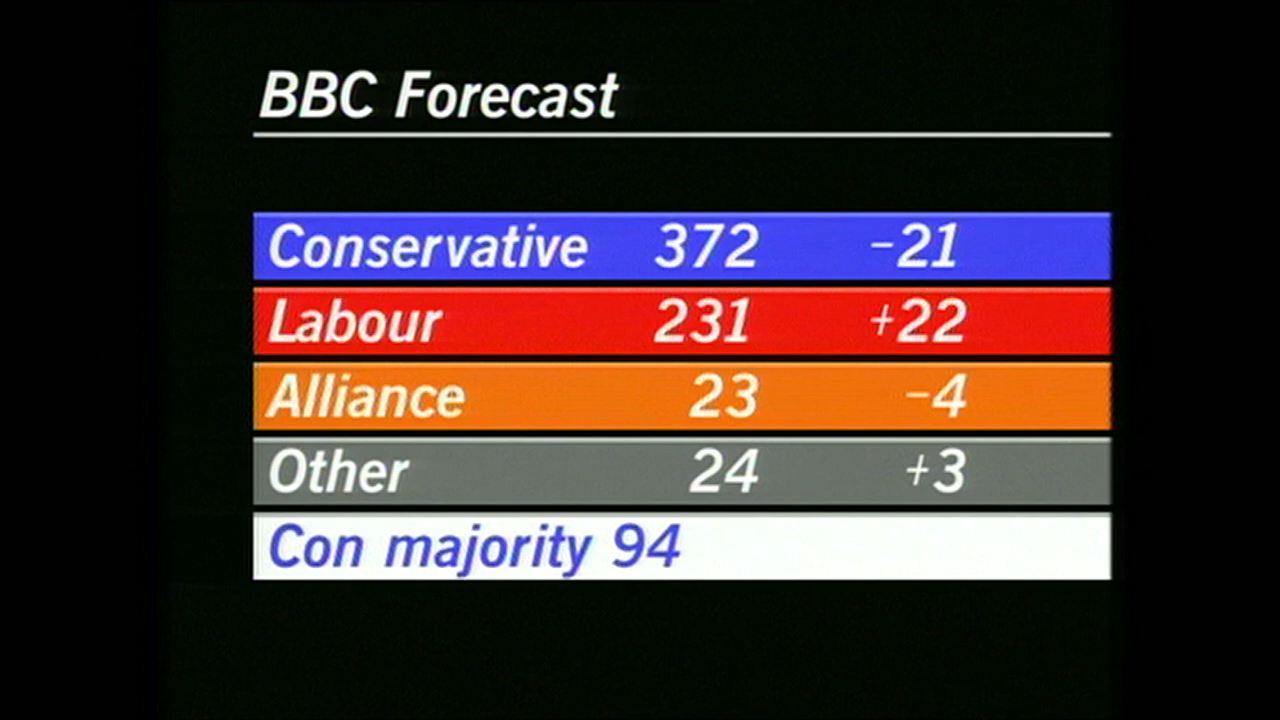 BBC Forecast
Conservative 372 -21
Labour 231 +22
Alliance 23 -4
Other 24 +3
Con majority 94